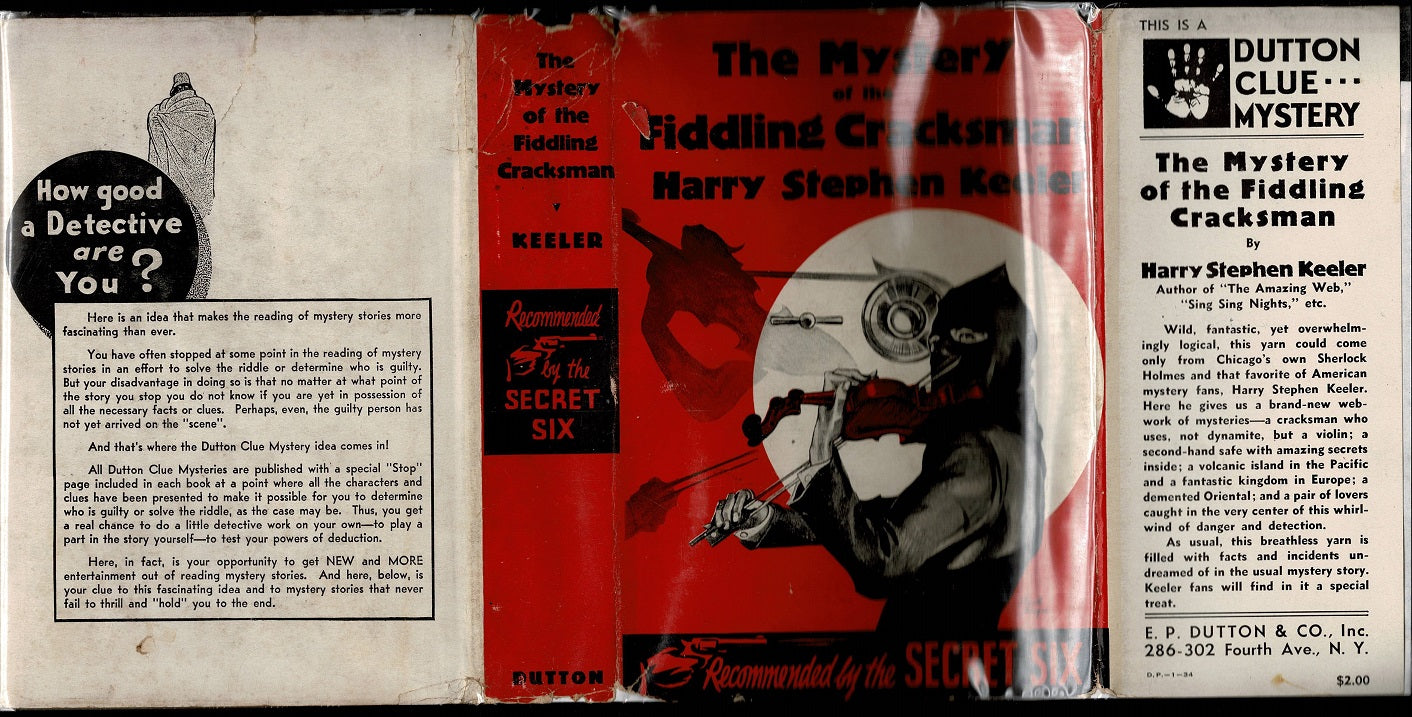 How good
a Detective
are
You ?
Here is an idea that makes the reading of mystery stories more
fascinating than ever.
You have often stopped at some point in the reading of mystery
stories in an effort to solve the riddle or determine who is guilty.
But your disadvantage in doing so is that no matter at what point of
the story you stop you do not know if you are yet in possession of
all the necessary facts or clues. Perhaps, even, the guilty person has
not yet arrived on the "scene".
And that's where the Dutton Clue Mystery idea comes in!
All Dutton Clue Mysteries are published with a special "Stop"
page included in each book at a point where all the characters and
clues have been presented to make it possible for you to determine
who is guilty or solve the riddle, as the case may be. Thus, you get
a real chance to do a little detective work on your own—to play a
part in the story yourself—to test your powers of deduction.
Here, in fact, is your opportunity to get NEW and MORE
entertainment out of reading mystery stories. And here, below, is
your clue to this fascinating idea and to mystery stories that never
fail to thrill and "hold" you to the end.
The
Mystery
of the
Fiddling
Cracksman
KEELER
Recommended
by the
SECRET
SIX
DUTTON
The Mystery
of the
Fiddling Cracksman
Harry Stephen Keeler
Recommended by the SECRET SIX
THIS IS A
DUTTON
CLUE...
MYSTERY
The Mystery
of the Fiddling
Cracksman
By
Harry Stephen Keeler
Author of "The Amazing Web,"
"Sing Sing Nights," etc.
Wild, fantastic, yet overwhelm-
ingly logical, this yarn could come
only from Chicago's own Sherlock
Holmes and that favorite of American
mystery fans, Harry Stephen Keeler.
Here he gives us a brand-new web-
work of mysteries—a cracksman who
uses, not dynamite, but a violin; a
second-hand safe with amazing secrets
inside; a volcanic island in the Pacific
and a fantastic kingdom in Europe; a
demented Oriental; and a pair of lovers
caught in the very center of this whirl-
wind of danger and detection.
As usual, this breathless yarn is
filled with facts and incidents un-
dreamed of in the usual mystery story.
Keeler fans will find in it a special
treat.
E. P. DUTTON & CO., Inc.
286-302 Fourth Ave., N. Y.
D.P.—1—34
$2.00